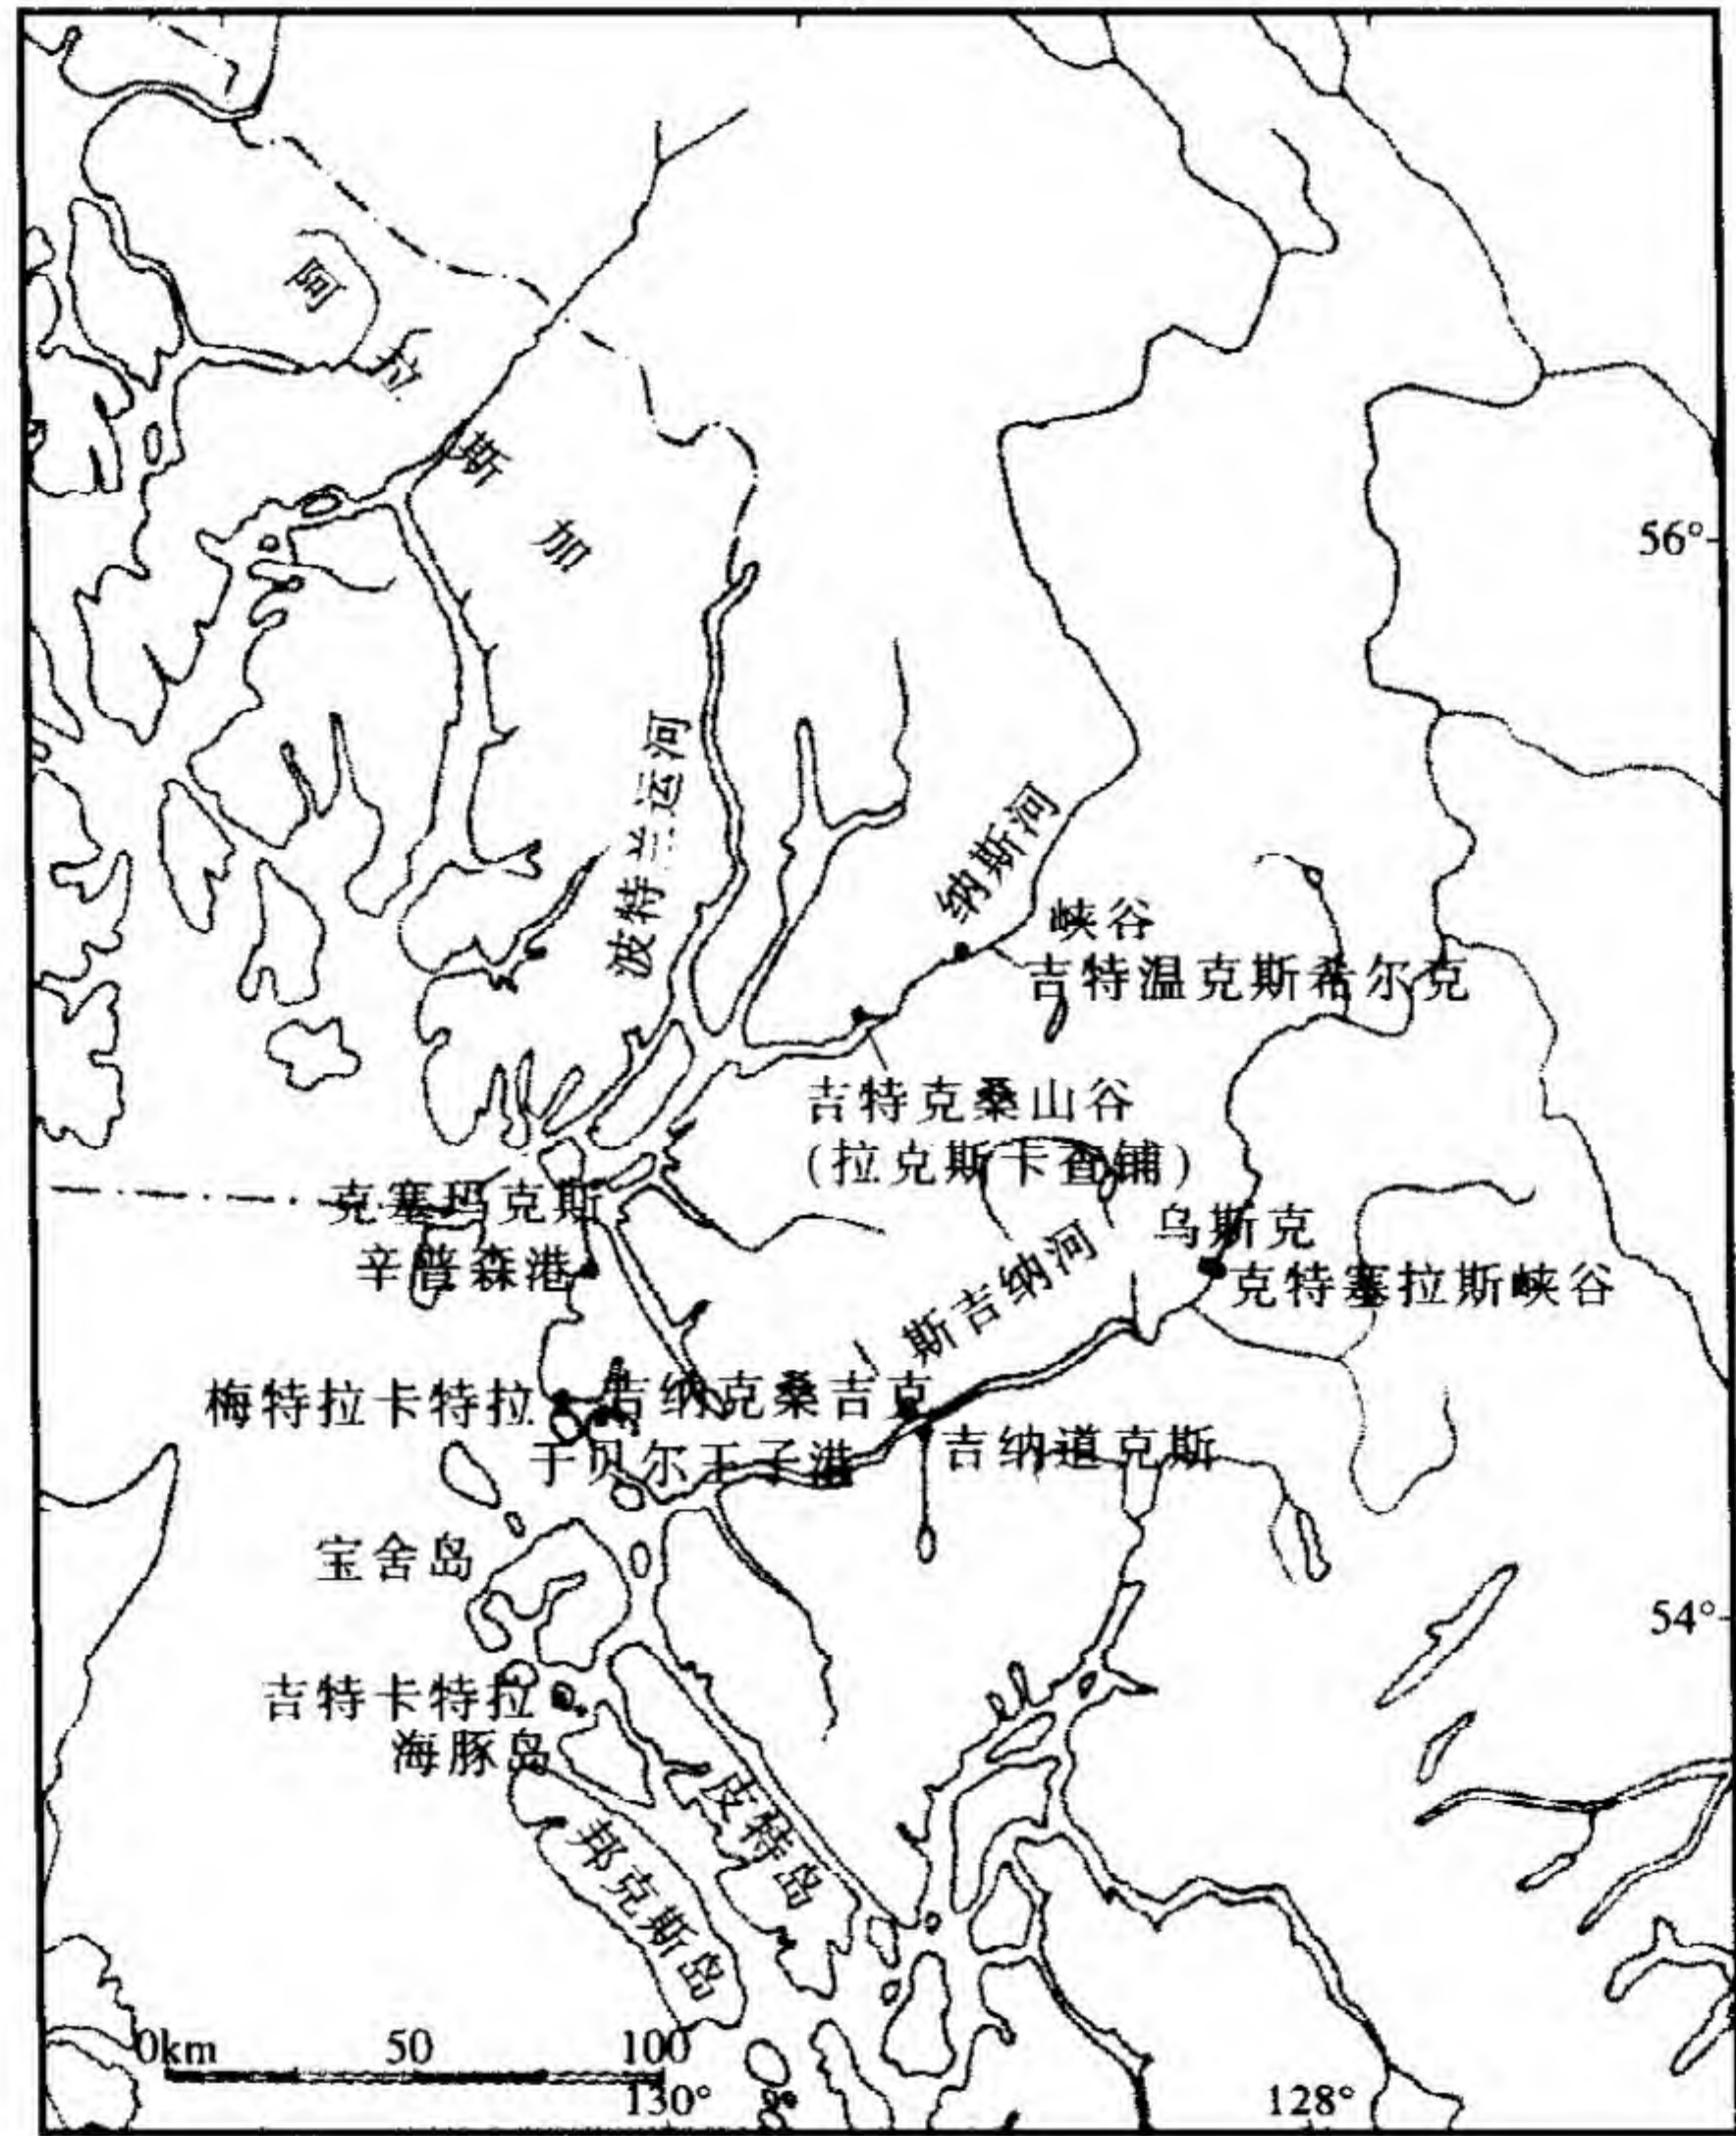 阿拉斯加
56°
波特兰运河
纳斯河
峡谷
吉特温克斯希尔克
吉特克桑山谷
(拉克斯卡查铺)
克塞玛克斯
辛普森港
乌斯克
克特塞拉斯峡谷
斯吉纳河
梅特拉卡特拉
吉纳克桑吉克
于贝尔王子港
吉纳道克斯
宝舍岛
54°
吉特卡特拉
海豚岛
皮特岛
邦克斯岛
0km 50 100
130° 128°